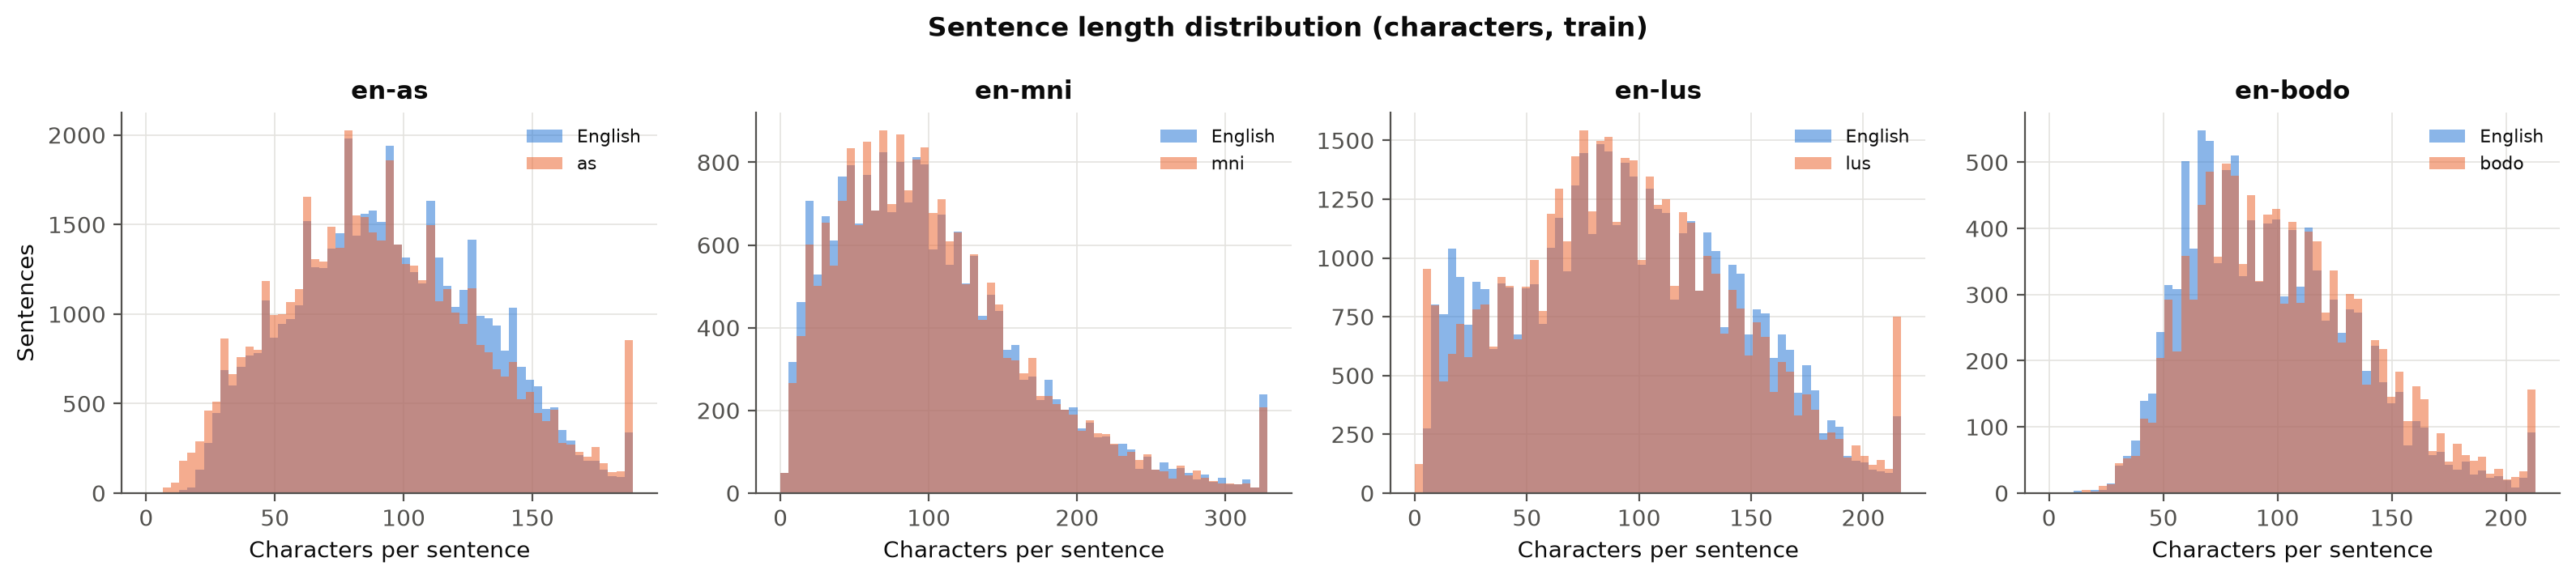 Sentence length distribution (characters, train)
en-as
English
as
2000
1500
1000
500
0
Sentences
0 50 100 150
Characters per sentence
en-mni
English
mni
800
600
400
200
0
0 100 200 300
Characters per sentence
en-lus
English
lus
1500
1250
1000
750
500
250
0
0 50 100 150 200
Characters per sentence
en-bodo
English
bodo
500
400
300
200
100
0
0 50 100 150 200
Characters per sentence